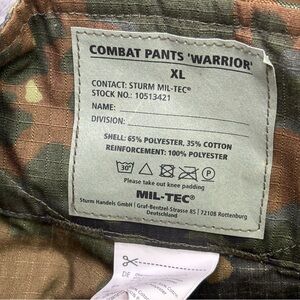 COMBAT PANTS 'WARRIOR'
XL
CONTACT: STURM MIL-TEC®
STOCK NO.: 10513421
NAME:
DIVISION:
SHELL: 65% POLYESTER, 35% COTTON
REINFORCEMENT: 100% POLYESTER
30
Please take out knee padding
MIL-TEC®
Sturm Handels GmbH | Graf-Bentzel-Strasse 85 | 72108 Rottenburg
Deutschland
DE